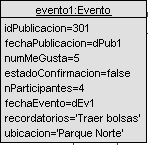 evento1:Evento
idPublicacion=301
fechaPublicacion=dPub1
numMeGusta=5
estadoConfirmacion=false
nParticipantes=4
fechaEvento=dEv1
recordatorios='Traer bolsas'
ubicacion='Parque Norte'